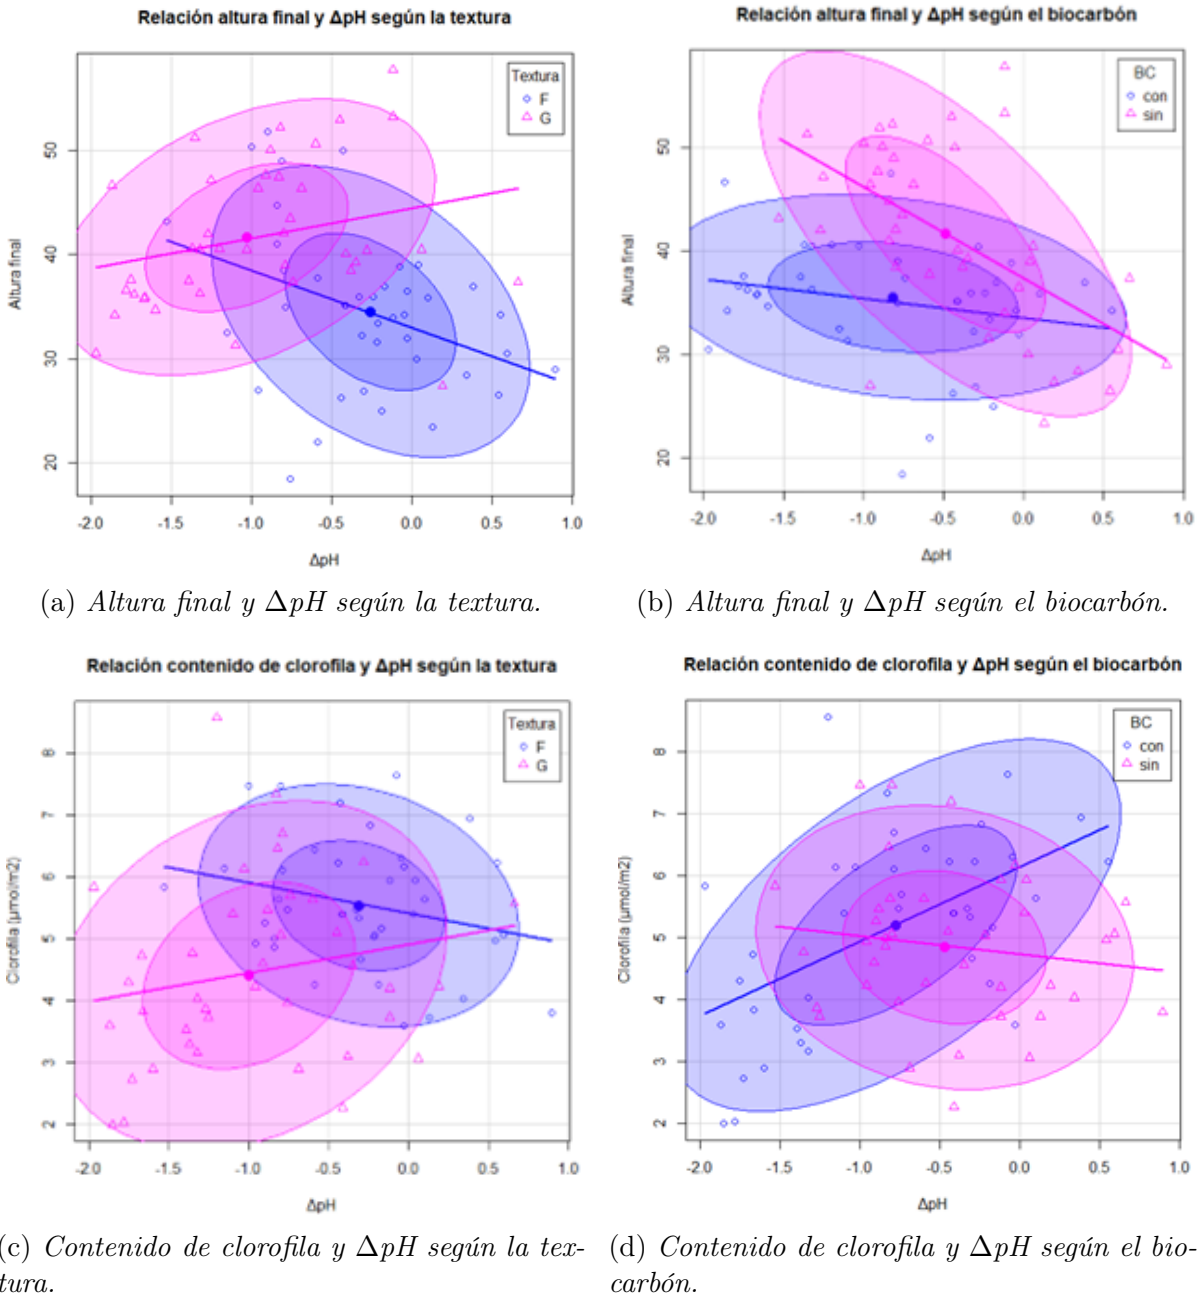 Relación altura final y ΔpH según la textura
Textura
F
G
Altura final
50
40
30
20
-2.0 -1.5 -1.0 -0.5 0.0 0.5 1.0
ΔpH
(a) Altura final y ΔpH según la textura.
Relación altura final y ΔpH según el biocarbón
BC
con
sin
Altura final
50
40
30
20
-2.0 -1.5 -1.0 -0.5 0.0 0.5 1.0
ΔpH
(b) Altura final y ΔpH según el biocarbón.
Relación contenido de clorofila y ΔpH según la textura
Textura
F
G
Clorofila (µmol/m2)
8
7
6
5
4
3
2
-2.0 -1.5 -1.0 -0.5 0.0 0.5 1.0
ΔpH
(c) Contenido de clorofila y ΔpH según la tex-
tura.
Relación contenido de clorofila y ΔpH según el biocarbón
BC
con
sin
Clorofila (µmol/m2)
8
7
6
5
4
3
2
-2.0 -1.5 -1.0 -0.5 0.0 0.5 1.0
ΔpH
(d) Contenido de clorofila y ΔpH según el bio-
carbón.